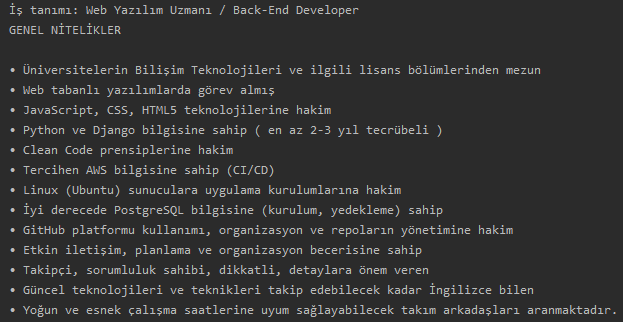 İş tanımı: Web Yazılım Uzmanı / Back-End Developer
GENEL NİTELİKLER
• Üniversitelerin Bilişim Teknolojileri ve ilgili lisans bölümlerinden mezun
• Web tabanlı yazılımlarda görev almış
• JavaScript, CSS, HTML5 teknolojilerine hakim
• Python ve Django bilgisine sahip ( en az 2-3 yıl tecrübeli )
• Clean Code prensiplerine hakim
• Tercihen AWS bilgisine sahip (CI/CD)
• Linux (Ubuntu) sunuculara uygulama kurulumlarına hakim
• İyi derecede PostgreSQL bilgisine (kurulum, yedekleme) sahip
• GitHub platformu kullanımı, organizasyon ve repoların yönetimine hakim
• Etkin iletişim, planlama ve organizasyon becerisine sahip
• Takipçi, sorumluluk sahibi, dikkatli, detaylara önem veren
• Güncel teknolojileri ve teknikleri takip edebilecek kadar İngilizce bilen
• Yoğun ve esnek çalışma saatlerine uyum sağlayabilecek takım arkadaşları aranmaktadır.